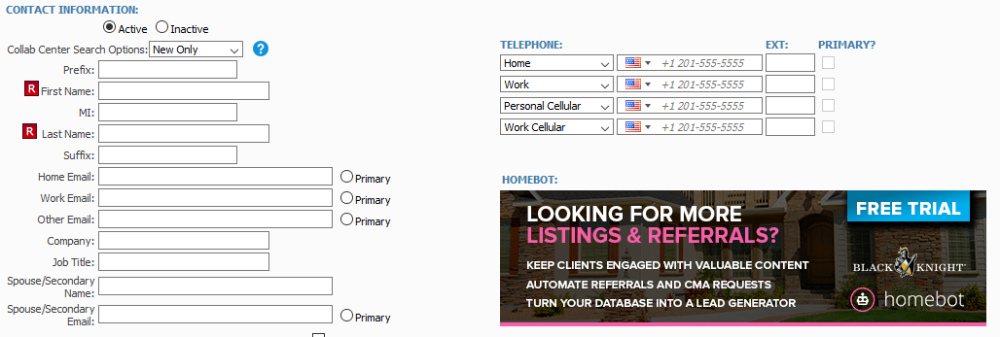 CONTACT INFORMATION:
Active Inactive
Collab Center Search Options: New Only ?
Prefix:
R First Name:
MI:
R Last Name:
Suffix:
Home Email: Primary
Work Email: Primary
Other Email: Primary
Company:
Job Title:
Spouse/Secondary
Name:
Spouse/Secondary
Email: Primary
TELEPHONE: EXT: PRIMARY?
Home +1 201-555-5555
Work +1 201-555-5555
Personal Cellular +1 201-555-5555
Work Cellular +1 201-555-5555
HOMEBOT:
LOOKING FOR MORE
LISTINGS & REFERRALS?
KEEP CLIENTS ENGAGED WITH VALUABLE CONTENT
AUTOMATE REFERRALS AND CMA REQUESTS
TURN YOUR DATABASE INTO A LEAD GENERATOR
FREE TRIAL
BLACK KNIGHT
homebot